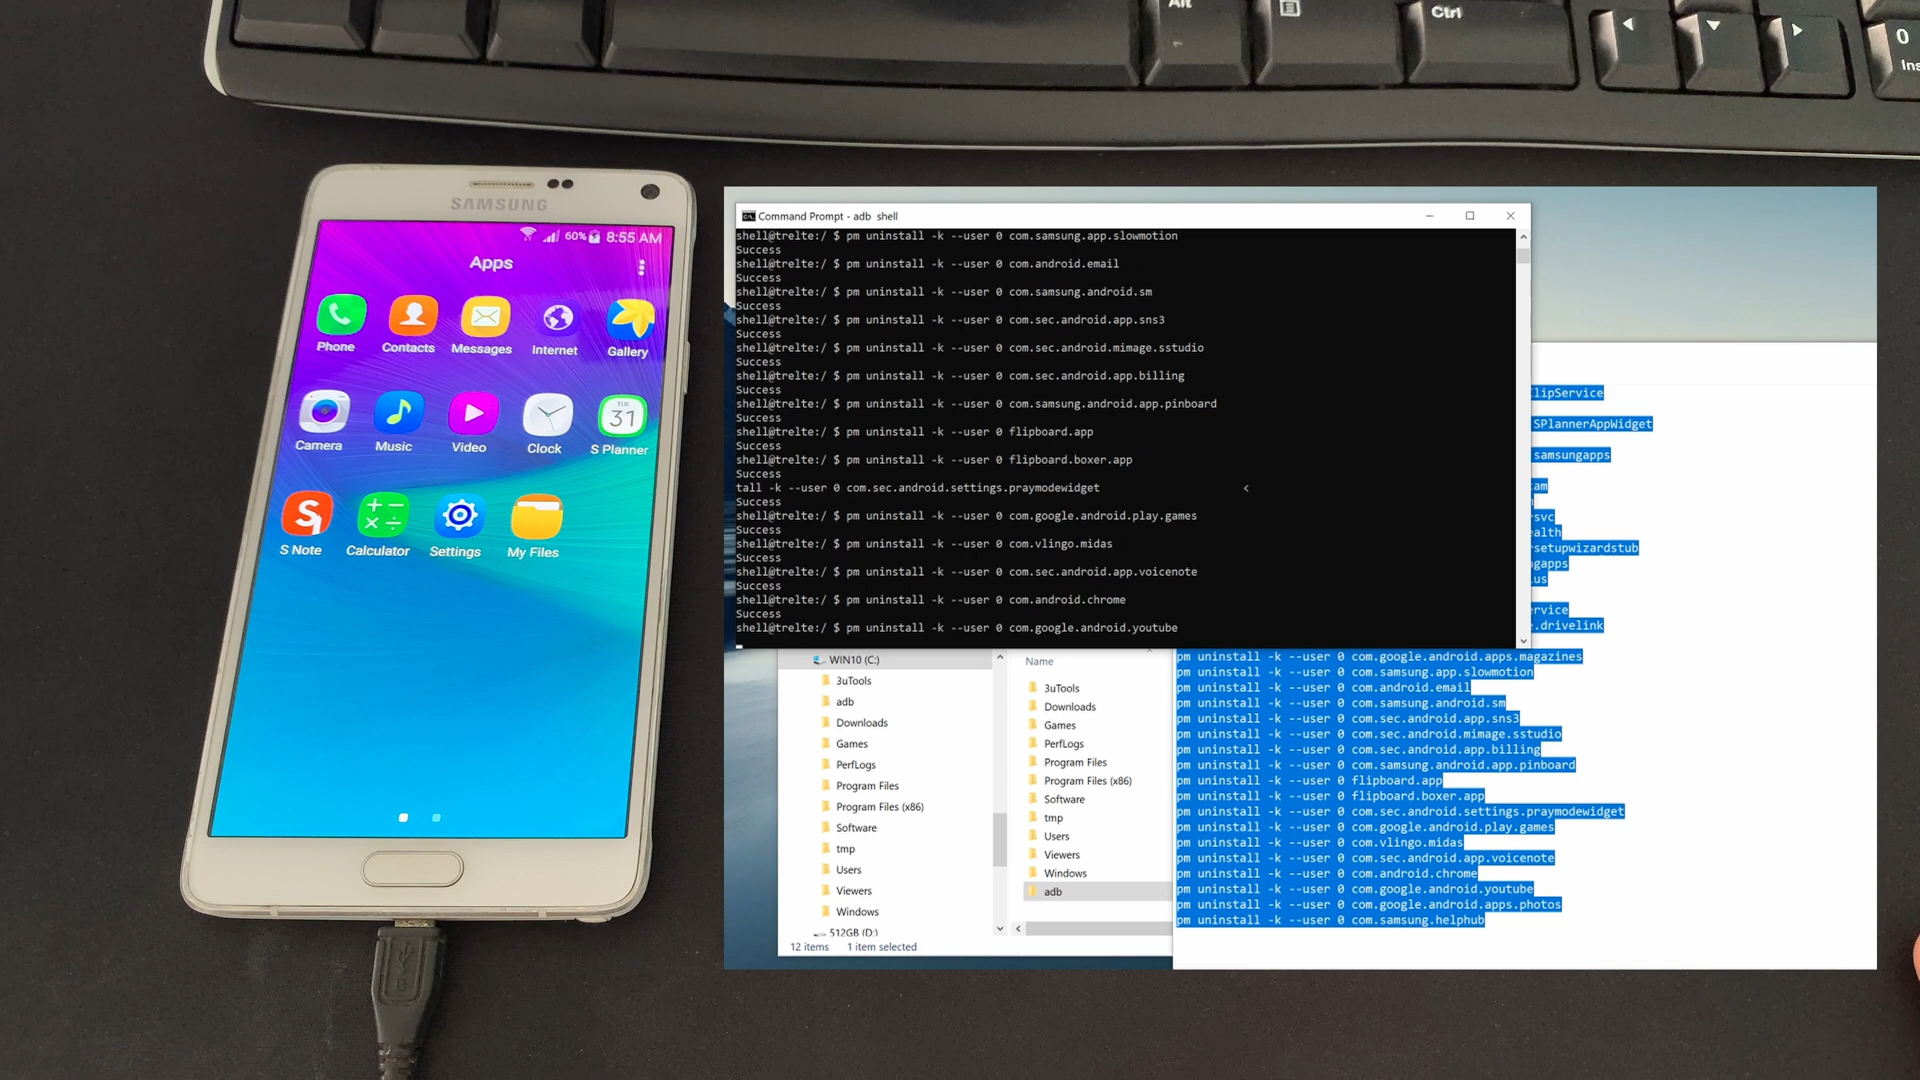 Alt
Ctrl
0
Ins
SAMSUNG
60% 8:55 AM
Apps
Phone
Contacts
Messages
Internet
Gallery
Camera
Music
Video
Clock
TUE
31
S Planner
S Note
Calculator
Settings
My Files
Command Prompt - adb  shell
shell@trelte:/ $ pm uninstall -k --user 0 com.samsung.app.slowmotion
Success
shell@trelte:/ $ pm uninstall -k --user 0 com.android.email
Success
shell@trelte:/ $ pm uninstall -k --user 0 com.samsung.android.sm
Success
shell@trelte:/ $ pm uninstall -k --user 0 com.sec.android.app.sns3
Success
shell@trelte:/ $ pm uninstall -k --user 0 com.sec.android.mimage.sstudio
Success
shell@trelte:/ $ pm uninstall -k --user 0 com.sec.android.app.billing
Success
shell@trelte:/ $ pm uninstall -k --user 0 com.samsung.android.app.pinboard
Success
shell@trelte:/ $ pm uninstall -k --user 0 flipboard.app
Success
shell@trelte:/ $ pm uninstall -k --user 0 flipboard.boxer.app
Success
tall -k --user 0 com.sec.android.settings.praymodewidget <
Success
shell@trelte:/ $ pm uninstall -k --user 0 com.google.android.play.games
Success
shell@trelte:/ $ pm uninstall -k --user 0 com.vlingo.midas
Success
shell@trelte:/ $ pm uninstall -k --user 0 com.sec.android.app.voicenote
Success
shell@trelte:/ $ pm uninstall -k --user 0 com.android.chrome
Success
shell@trelte:/ $ pm uninstall -k --user 0 com.google.android.youtube
lipService
SPlannerAppWidget
samsungapps
am
svc
alth
setupwizardstub
gapps
us
rvice
.drivelink
pm uninstall -k --user 0 com.google.android.apps.magazines
pm uninstall -k --user 0 com.samsung.app.slowmotion
pm uninstall -k --user 0 com.android.email
pm uninstall -k --user 0 com.samsung.android.sm
pm uninstall -k --user 0 com.sec.android.app.sns3
pm uninstall -k --user 0 com.sec.android.mimage.sstudio
pm uninstall -k --user 0 com.sec.android.app.billing
pm uninstall -k --user 0 com.samsung.android.app.pinboard
pm uninstall -k --user 0 flipboard.app
pm uninstall -k --user 0 flipboard.boxer.app
pm uninstall -k --user 0 com.sec.android.settings.praymodewidget
pm uninstall -k --user 0 com.google.android.play.games
pm uninstall -k --user 0 com.vlingo.midas
pm uninstall -k --user 0 com.sec.android.app.voicenote
pm uninstall -k --user 0 com.android.chrome
pm uninstall -k --user 0 com.google.android.youtube
pm uninstall -k --user 0 com.google.android.apps.photos
pm uninstall -k --user 0 com.samsung.helphub
WIN10 (C:)
3uTools
adb
Downloads
Games
PerfLogs
Program Files
Program Files (x86)
Software
tmp
Users
Viewers
Windows
512GB (D:)
Name
3uTools
Downloads
Games
PerfLogs
Program Files
Program Files (x86)
Software
tmp
Users
Viewers
Windows
adb
12 items
1 item selected